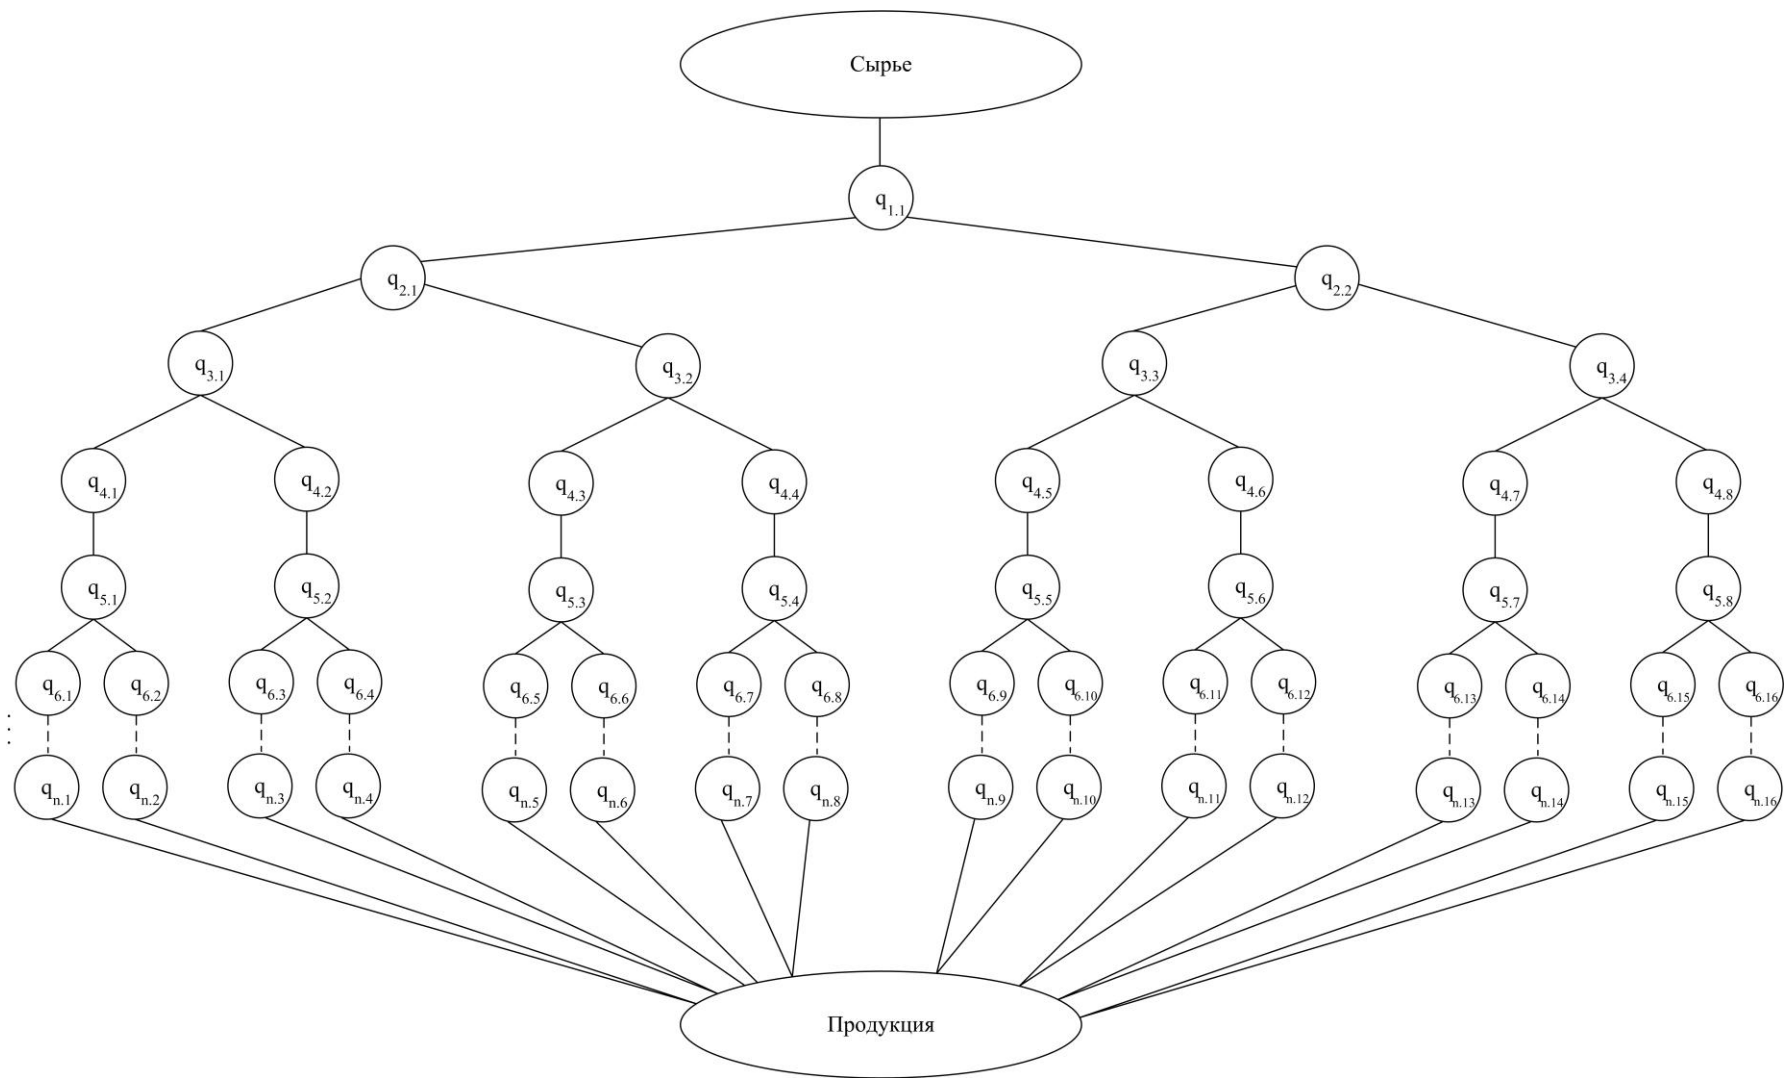 Сырье
q1.1
q2.1 q2.2
q3.1 q3.2 q3.3 q3.4
q4.1 q4.2 q4.3 q4.4 q4.5 q4.6 q4.7 q4.8
q5.1 q5.2 q5.3 q5.4 q5.5 q5.6 q5.7 q5.8
q6.1 q6.2 q6.3 q6.4 q6.5 q6.6 q6.7 q6.8 q6.9 q6.10 q6.11 q6.12 q6.13 q6.14 q6.15 q6.16
...
qn.1 qn.2 qn.3 qn.4 qn.5 qn.6 qn.7 qn.8 qn.9 qn.10 qn.11 qn.12 qn.13 qn.14 qn.15 qn.16
Продукция